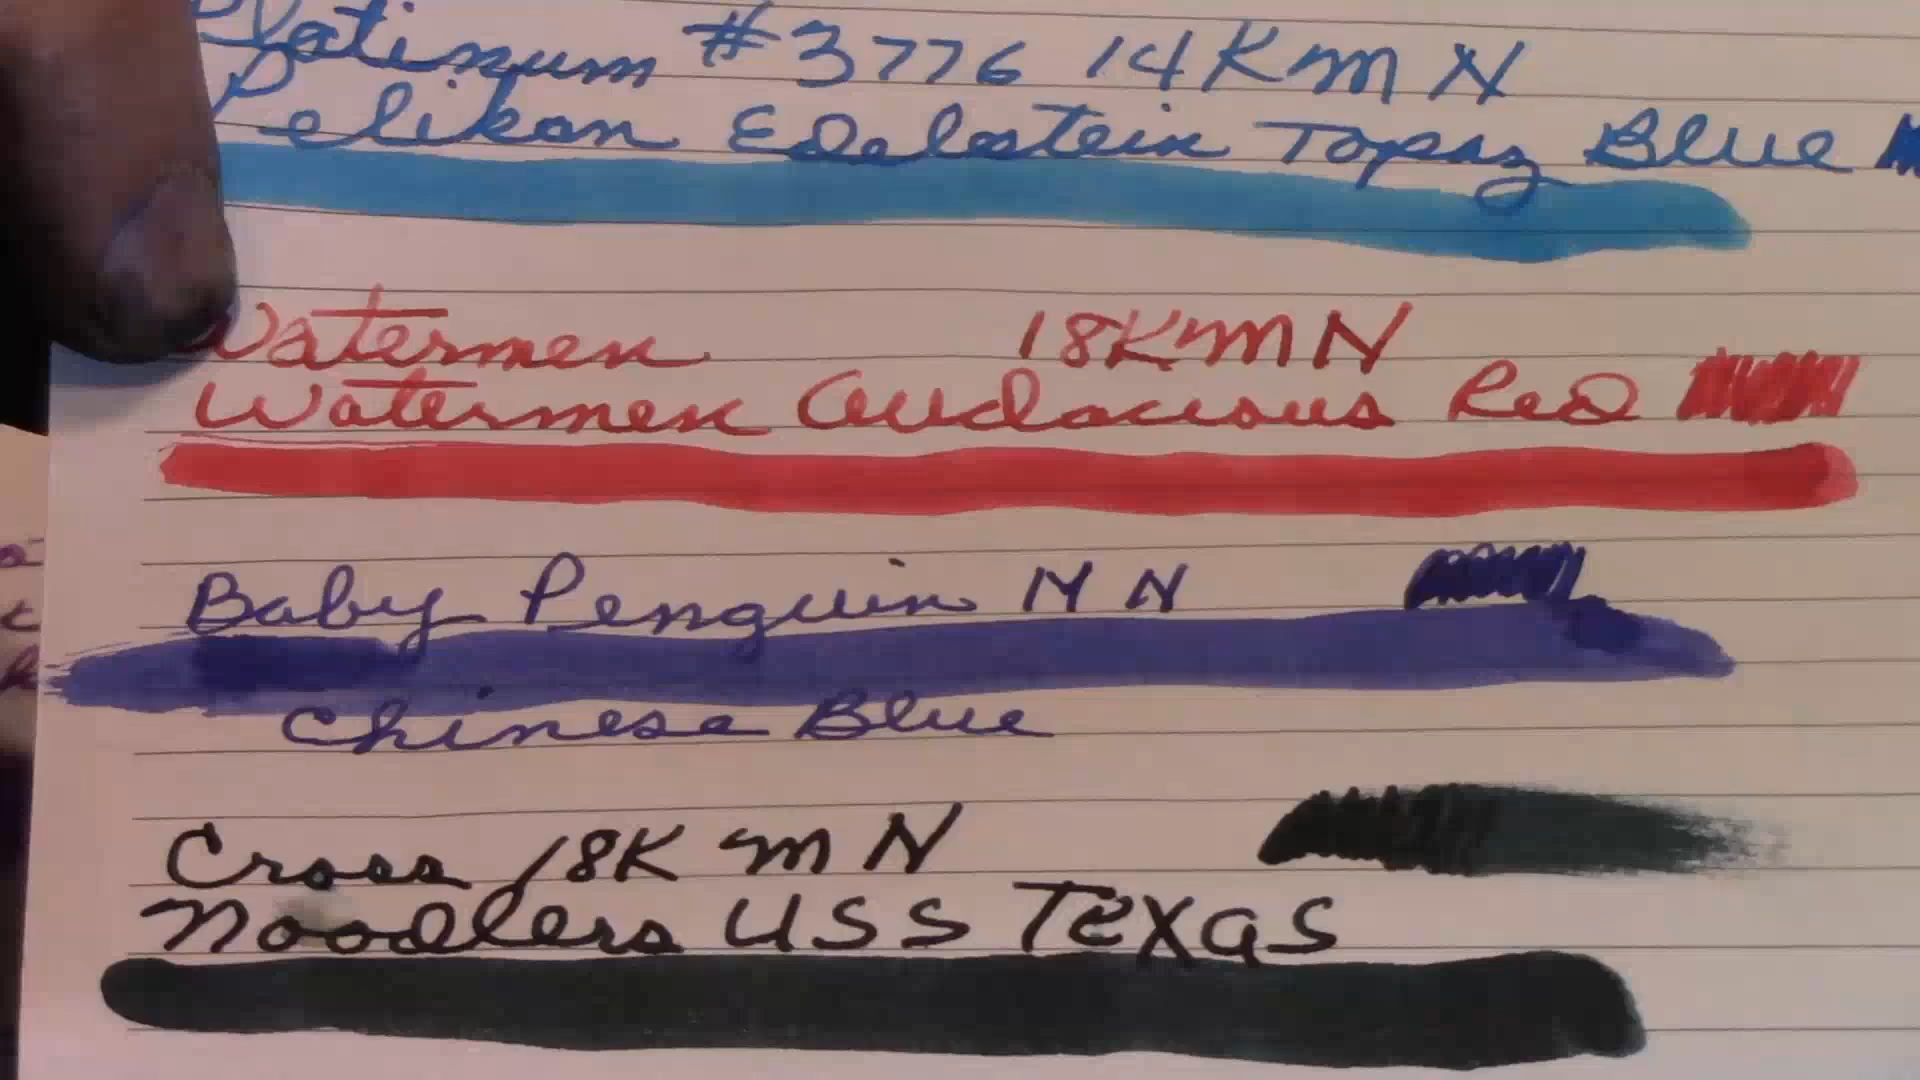 Platinum #3776 14K M N
Pelikan Edelstein Topaz Blue
Watermen 18K M N
Watermen Audacious Red
Baby Penguin M N
Chinese Blue
Cross 18K M N
Noodlers USS TexaS